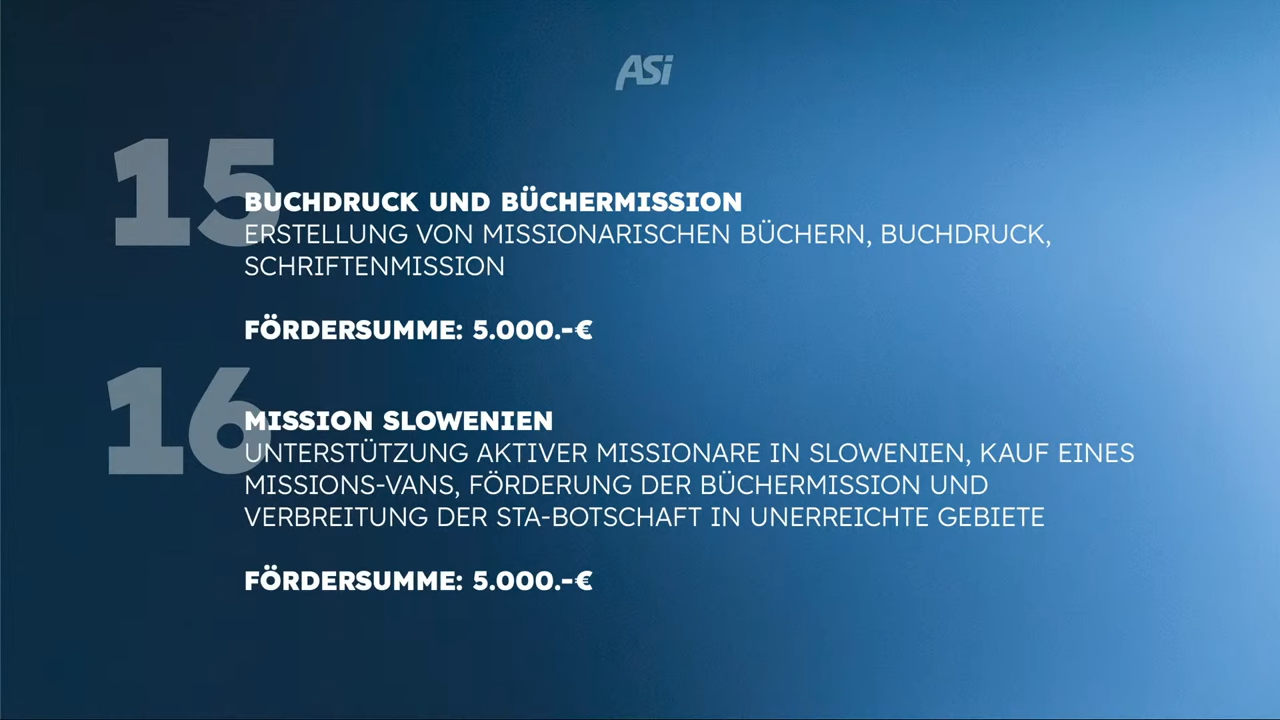 ASi
15
BUCHDRUCK UND BÜCHERMISSION
ERSTELLUNG VON MISSIONARISCHEN BÜCHERN, BUCHDRUCK,
SCHRIFTENMISSION
FÖRDERSUMME: 5.000.-€
16
MISSION SLOWENIEN
UNTERSTÜTZUNG AKTIVER MISSIONARE IN SLOWENIEN, KAUF EINES
MISSIONS-VANS, FÖRDERUNG DER BÜCHERMISSION UND
VERBREITUNG DER STA-BOTSCHAFT IN UNERREICHTE GEBIETE
FÖRDERSUMME: 5.000.-€